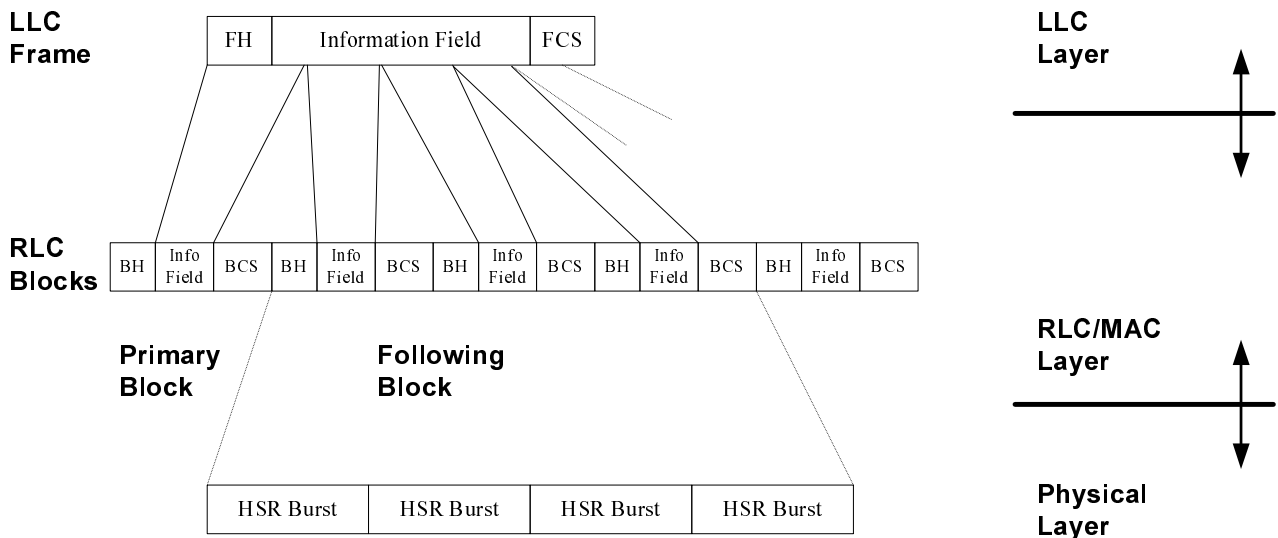 LLC
Frame
FH
Information Field
FCS
LLC
Layer
RLC
Blocks
BH
Info
Field
BCS
BH
Info
Field
BCS
BH
Info
Field
BCS
BH
Info
Field
BCS
BH
Info
Field
BCS
Primary
Block
Following
Block
RLC/MAC
Layer
HSR Burst
HSR Burst
HSR Burst
HSR Burst
Physical
Layer